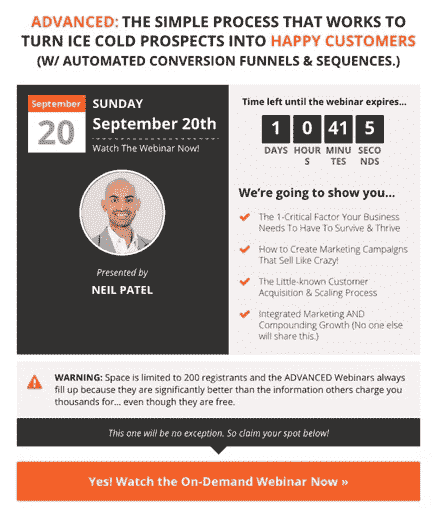 ADVANCED: THE SIMPLE PROCESS THAT WORKS TO
TURN ICE COLD PROSPECTS INTO HAPPY CUSTOMERS
(W/ AUTOMATED CONVERSION FUNNELS & SEQUENCES.)
September
20
SUNDAY
September 20th
Watch The Webinar Now!
Presented by
NEIL PATEL
Time left until the webinar expires...
1 0 41 5
DAYS HOUR MINU SECO
S TES NDS
We're going to show you...
The 1-Critical Factor Your Business
Needs To Have To Survive & Thrive
How to Create Marketing Campaigns
That Sell Like Crazy!
The Little-known Customer
Acquisition & Scaling Process
Integrated Marketing AND
Compounding Growth (No one else
will share this.)
WARNING: Space is limited to 200 registrants and the ADVANCED Webinars always
fill up because they are significantly better than the information others charge you
thousands for... even though they are free.
This one will be no exception. So claim your spot below!
Yes! Watch the On-Demand Webinar Now »